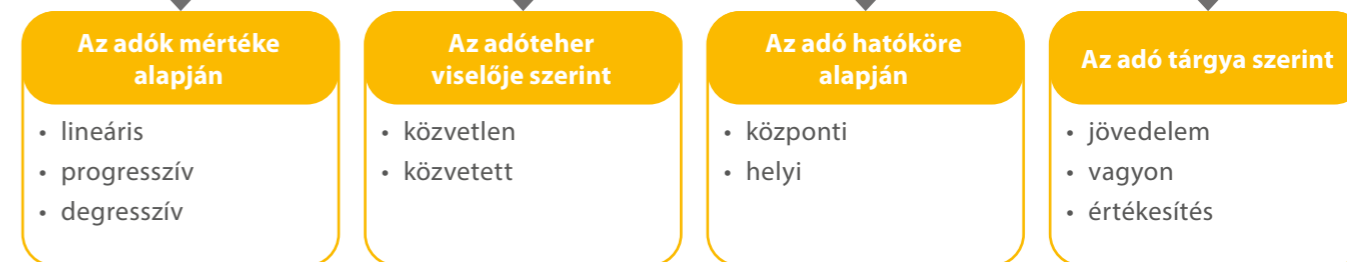 Az adók mértéke
alapján
• lineáris
• progresszív
• degresszív
Az adóteher
viselője szerint
• közvetlen
• közvetett
Az adó hatóköre
alapján
• központi
• helyi
Az adó tárgya szerint
• jövedelem
• vagyon
• értékesítés